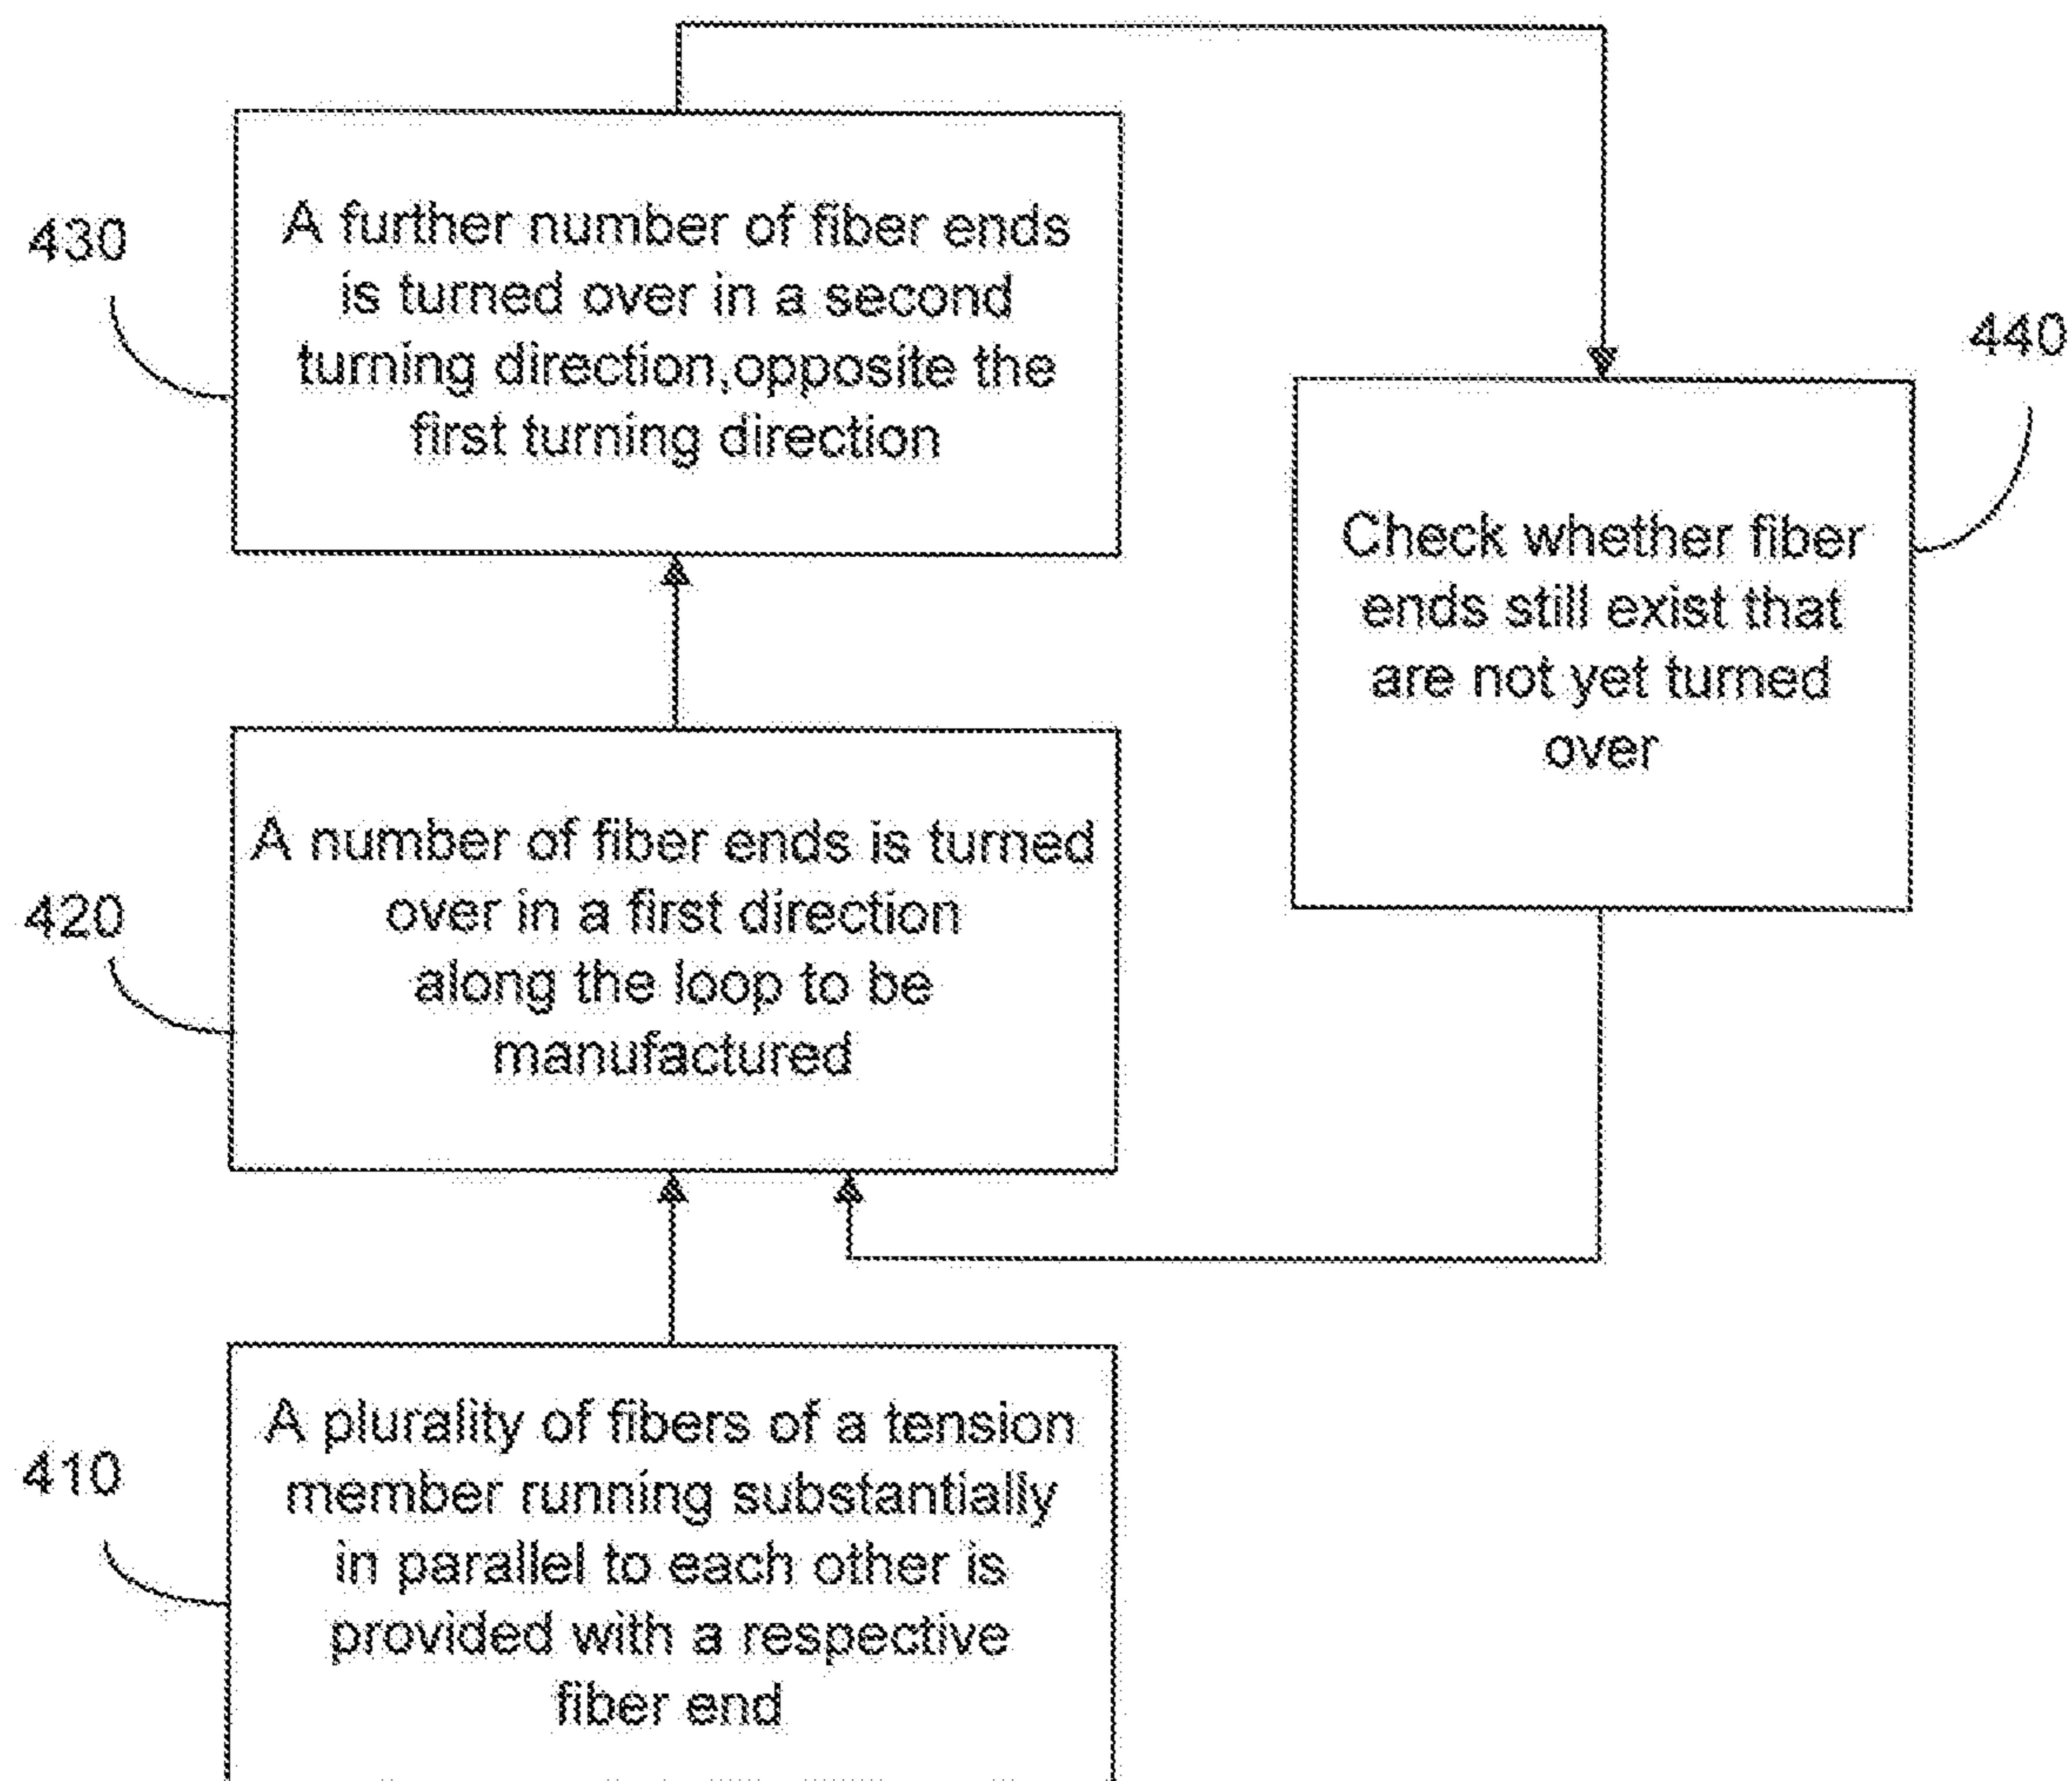 430
A further number of fiber ends
is turned over in a second
turning direction,opposite the
first turning direction
440
Check whether fiber
ends still exist that
are not yet turned
over
420
A number of fiber ends is turned
over in a first direction
along the loop to be
manufactured
410
A plurality of fibers of a tension
member running substantially
in parallel to each other is
provided with a respective
fiber end